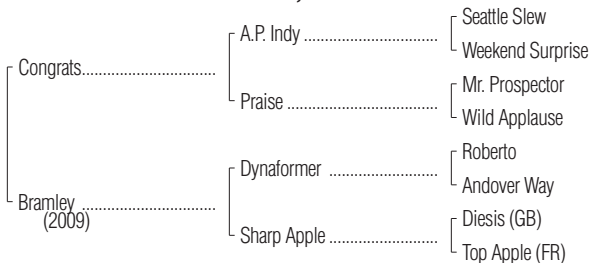 Seattle Slew
A.P. Indy ................................
Weekend Surprise
Congrats................................
Mr. Prospector
Praise ....................................
Wild Applause
Roberto
Dynaformer ..........................
Andover Way
Bramley ................................
(2009)
Diesis (GB)
Sharp Apple ..........................
Top Apple (FR)